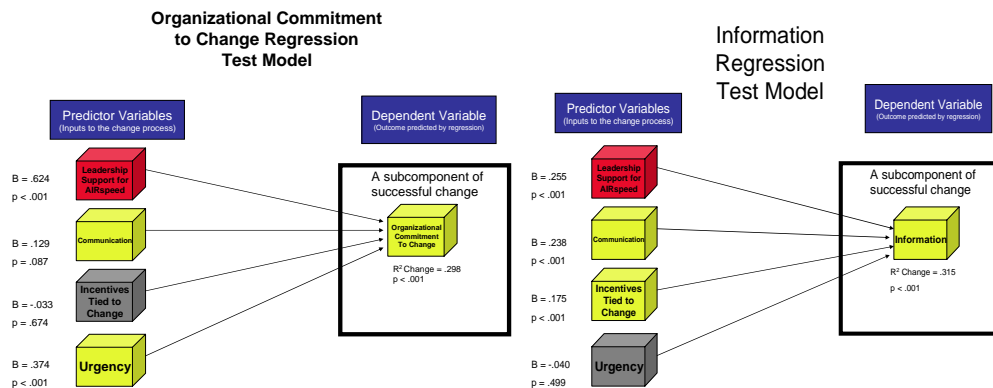 Organizational Commitment
to Change Regression
Test Model
Predictor Variables
(Inputs to the change process)
Dependent Variable
(Outcome predicted by regression)
B = .624
p < .001
Leadership
Support for
AIRspeed
B = .129
p = .087
Communication
B = -.033
p = .674
Incentives
Tied to
Change
B = .374
p < .001
Urgency
A subcomponent of
successful change
Organizational
Commitment
To Change
R² Change = .298
p < .001
Information
Regression
Test Model
Predictor Variables
(Inputs to the change process)
Dependent Variable
(Outcome predicted by regression)
B = .255
p < .001
Leadership
Support for
AIRspeed
B = .238
p < .001
Communication
B = .175
p < .001
Incentives
Tied to
Change
B = -.040
p = .499
Urgency
A subcomponent of
successful change
Information
R² Change = .315
p < .001